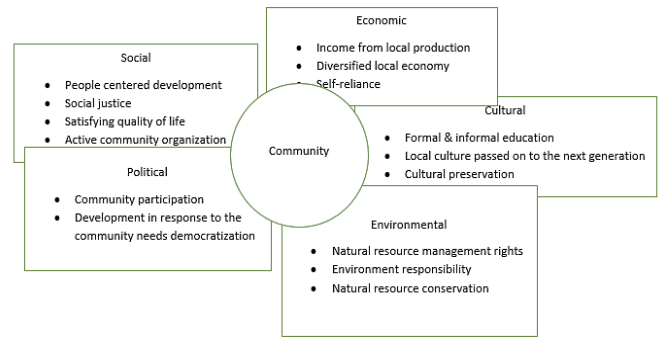 Economic
• Income from local production
• Diversified local economy
• Self-reliance
Social
• People centered development
• Social justice
• Satisfying quality of life
• Active community organization
Cultural
• Formal & informal education
• Local culture passed on to the next generation
• Cultural preservation
Community
Political
• Community participation
• Development in response to the
community needs democratization
Environmental
• Natural resource management rights
• Environment responsibility
• Natural resource conservation